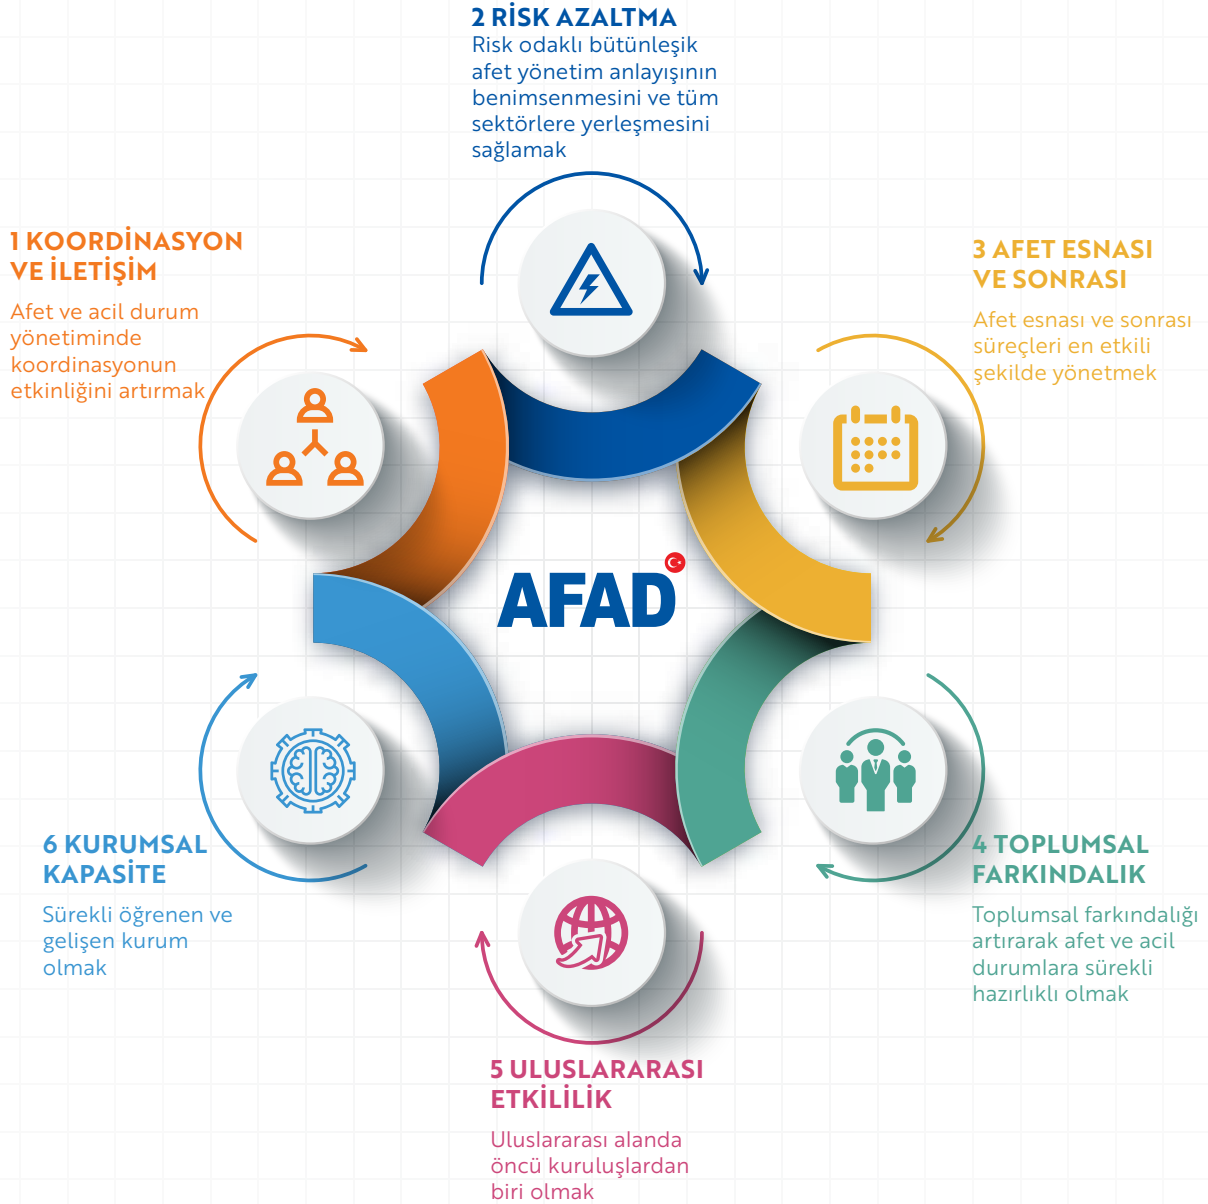 1 KOORDİNASYON
VE İLETİŞİM
Afet ve acil durum
yönetiminde
koordinasyonun
etkinliğini artırmak
2 RİSK AZALTMA
Risk odaklı bütünleşik
afet yönetim anlayışının
benimsenmesini ve tüm
sektörlere yerleşmesini
sağlamak
3 AFET ESNASI
VE SONRASI
Afet esnası ve sonrası
süreçleri en etkili
şekilde yönetmek
AFAD
4 TOPLUMSAL
FARKINDALIK
Toplumsal farkındalığı
artırarak afet ve acil
durumlara sürekli
hazırlıklı olmak
5 ULUSLARARASI
ETKİLİLİK
Uluslararası alanda
öncü kuruluşlardan
biri olmak
6 KURUMSAL
KAPASİTE
Sürekli öğrenen ve
gelişen kurum
olmak